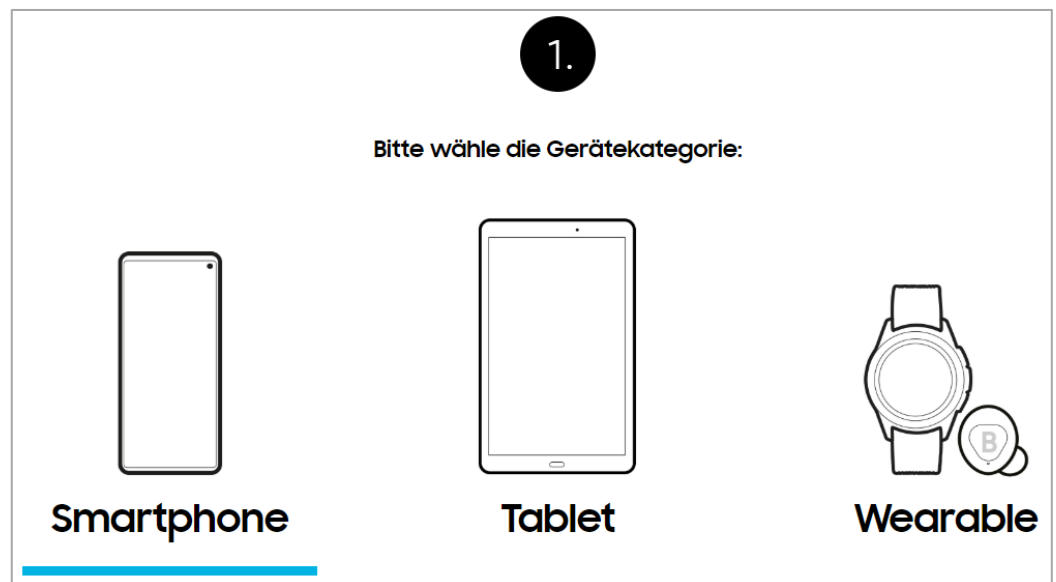 1.
Bitte wähle die Gerätekategorie:
B
Smartphone
Tablet
Wearable